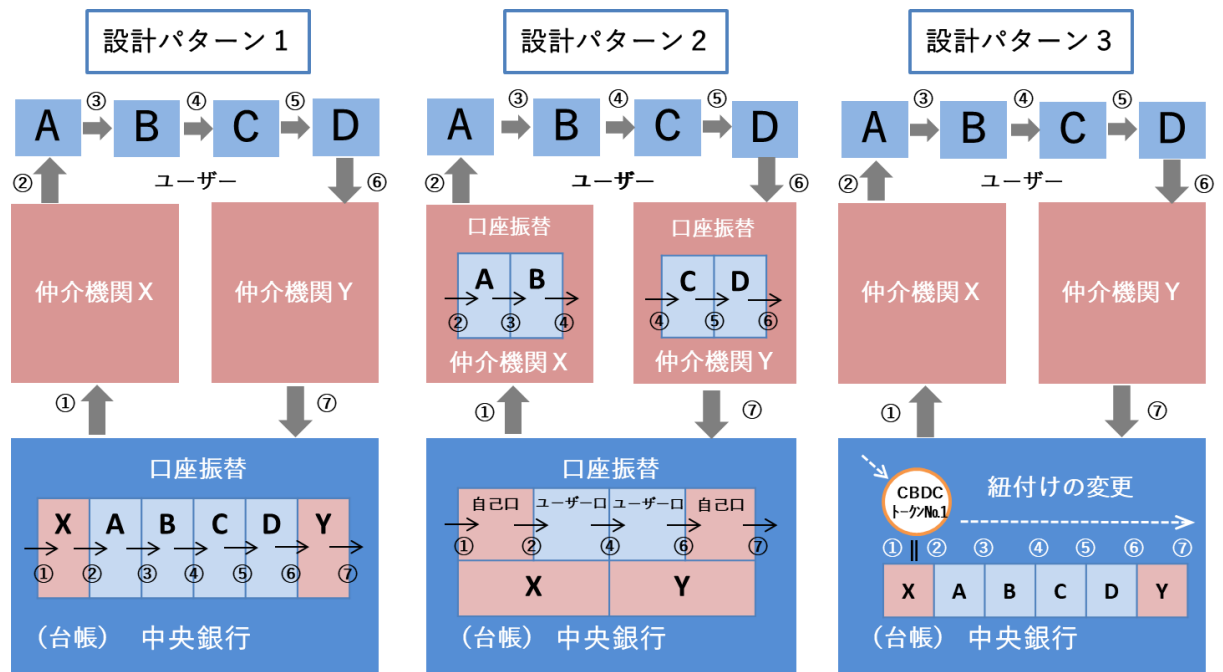 設計パターン1
③ ④ ⑤
A B C D
② ユーザー ⑥
仲介機関X 仲介機関Y
① ⑦
口座振替
X A B C D Y
① ② ③ ④ ⑤ ⑥ ⑦
(台帳) 中央銀行
設計パターン2
③ ④ ⑤
A B C D
② ユーザー ⑥
口座振替 口座振替
A B C D
② ③ ④ ④ ⑤ ⑥
仲介機関X 仲介機関Y
① ⑦
口座振替
自己口 ユーザー口 ユーザー口 自己口
① ② ④ ⑥ ⑦
X Y
(台帳) 中央銀行
設計パターン3
③ ④ ⑤
A B C D
② ユーザー ⑥
仲介機関X 仲介機関Y
① ⑦
CBDC
トークンNo.1
紐付けの変更
① || ② ③ ④ ⑤ ⑥ ⑦
X A B C D Y
(台帳) 中央銀行